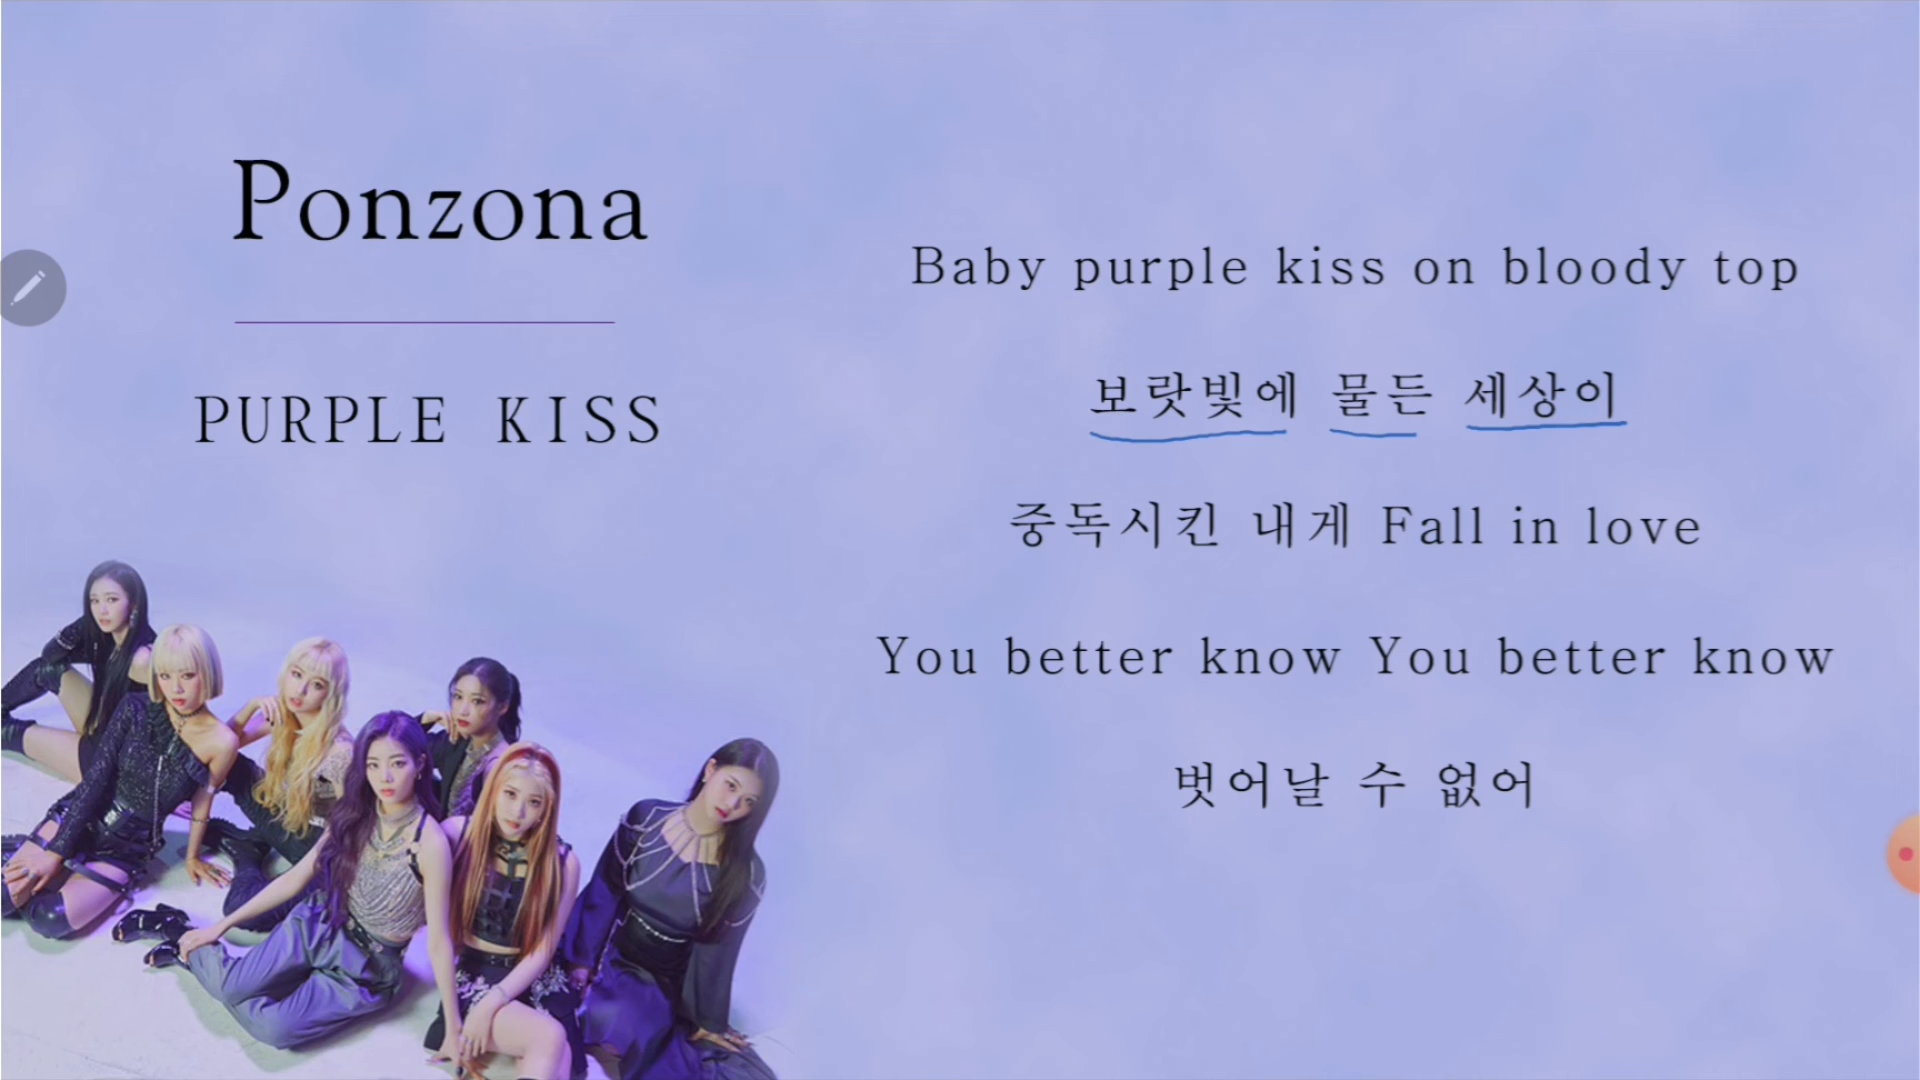 Ponzona
PURPLE KISS
Baby purple kiss on bloody top
보랏빛에 물든 세상이
중독시킨 내게 Fall in love
You better know You better know
벗어날 수 없어